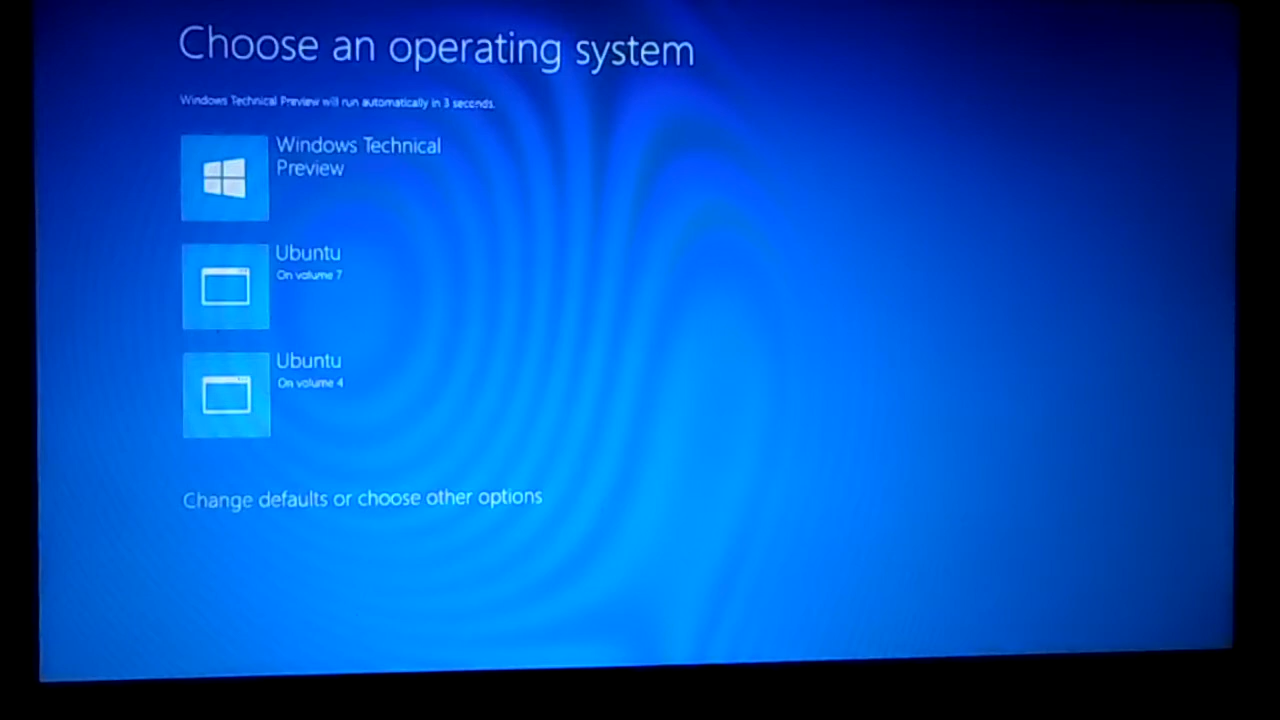 Choose an operating system
Windows Technical Preview will run automatically in 3 seconds.
Windows Technical
Preview
Ubuntu
On volume 7
Ubuntu
On volume 4
Change defaults or choose other options